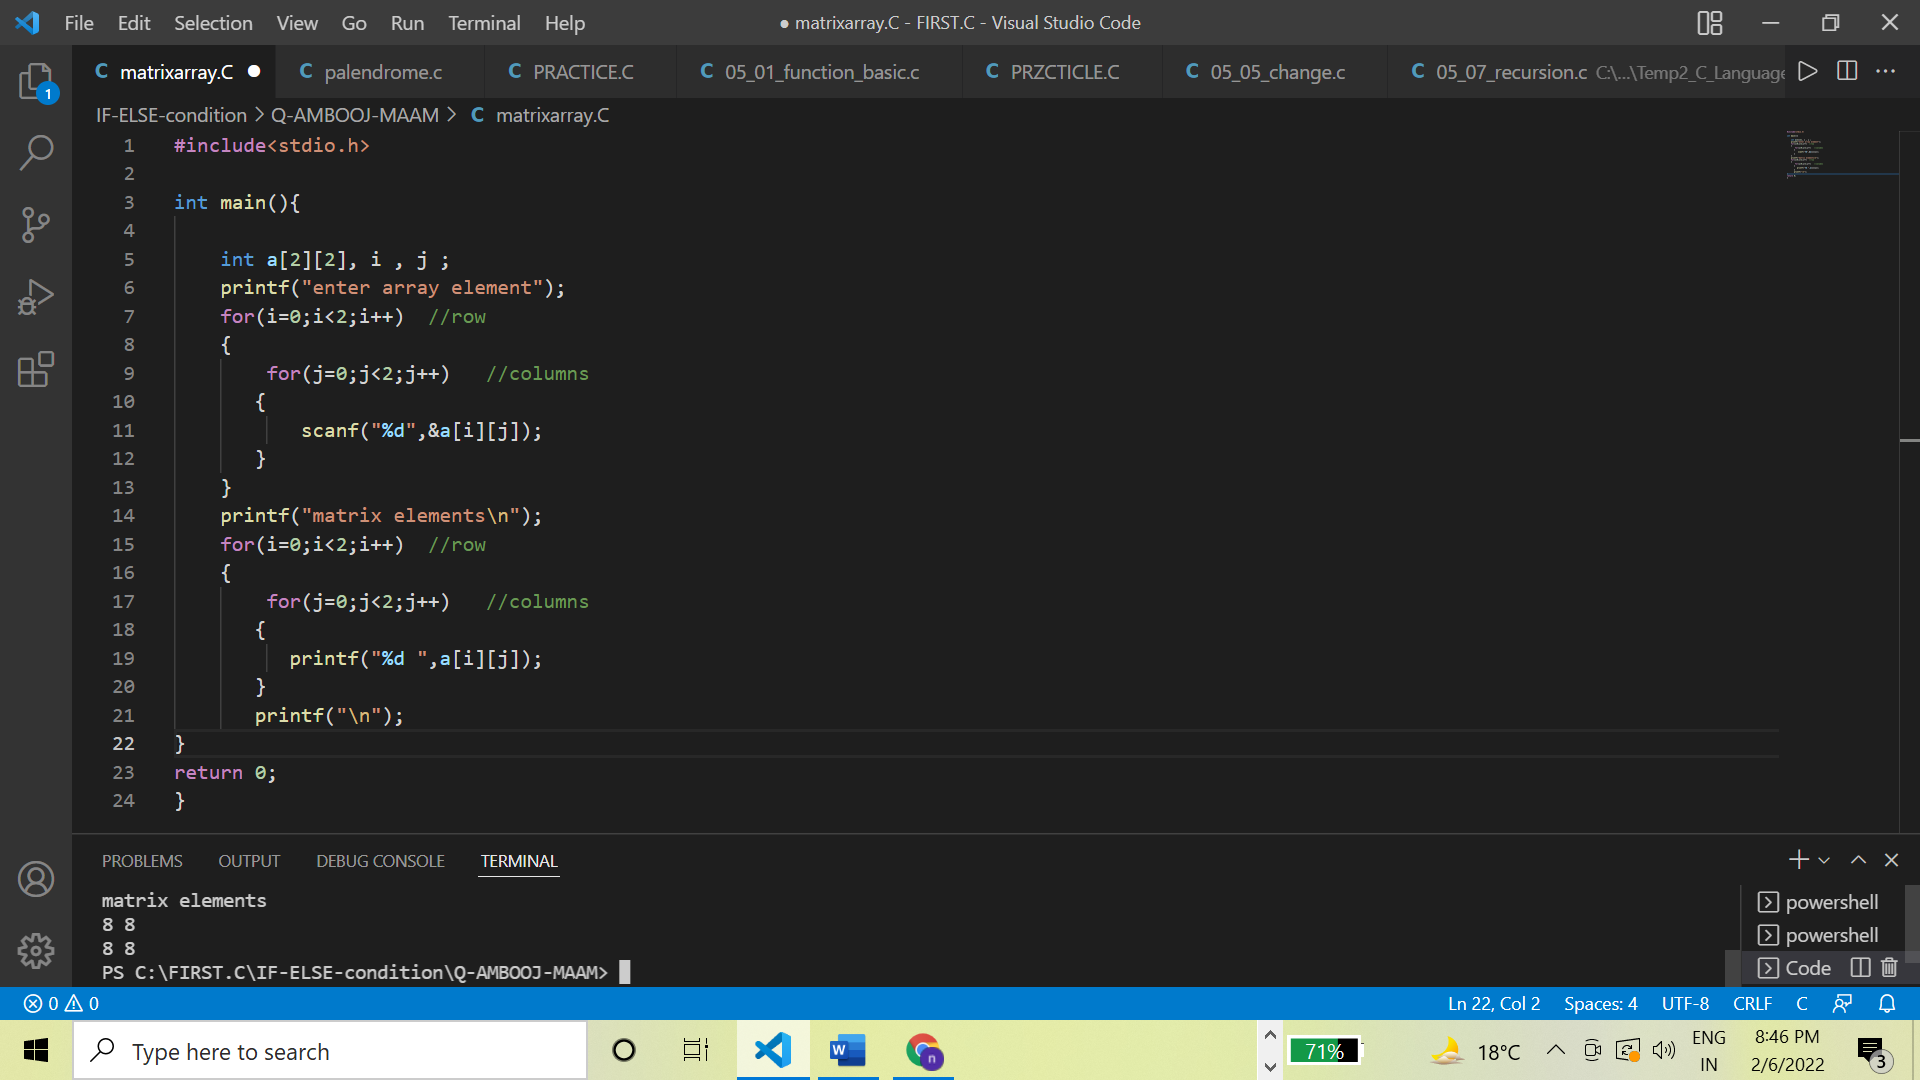 File Edit Selection View Go Run Terminal Help ● matrixarray.C - FIRST.C - Visual Studio Code
C matrixarray.C ● C palendrome.c C PRACTICE.C C 05_01_function_basic.c C PRZCTICLE.C C 05_05_change.c C 05_07_recursion.c C:\...\Temp2_C_Language
1
IF-ELSE-condition > Q-AMBOOJ-MAAM > C matrixarray.C
1 #include<stdio.h>
2
3 int main(){
4
5 int a[2][2], i , j ;
6 printf("enter array element");
7 for(i=0;i<2;i++) //row
8 {
9 for(j=0;j<2;j++) //columns
10 {
11 scanf("%d",&a[i][j]);
12 }
13 }
14 printf("matrix elements\n");
15 for(i=0;i<2;i++) //row
16 {
17 for(j=0;j<2;j++) //columns
18 {
19 printf("%d ",a[i][j]);
20 }
21 printf("\n");
22 }
23 return 0;
24 }
PROBLEMS OUTPUT DEBUG CONSOLE TERMINAL
matrix elements
8 8
8 8
PS C:\FIRST.C\IF-ELSE-condition\Q-AMBOOJ-MAAM>
powershell
powershell
Code
0 0 Ln 22, Col 2 Spaces: 4 UTF-8 CRLF C
Type here to search
W
n
71%
18°C
ENG
IN
8:46 PM
2/6/2022
3